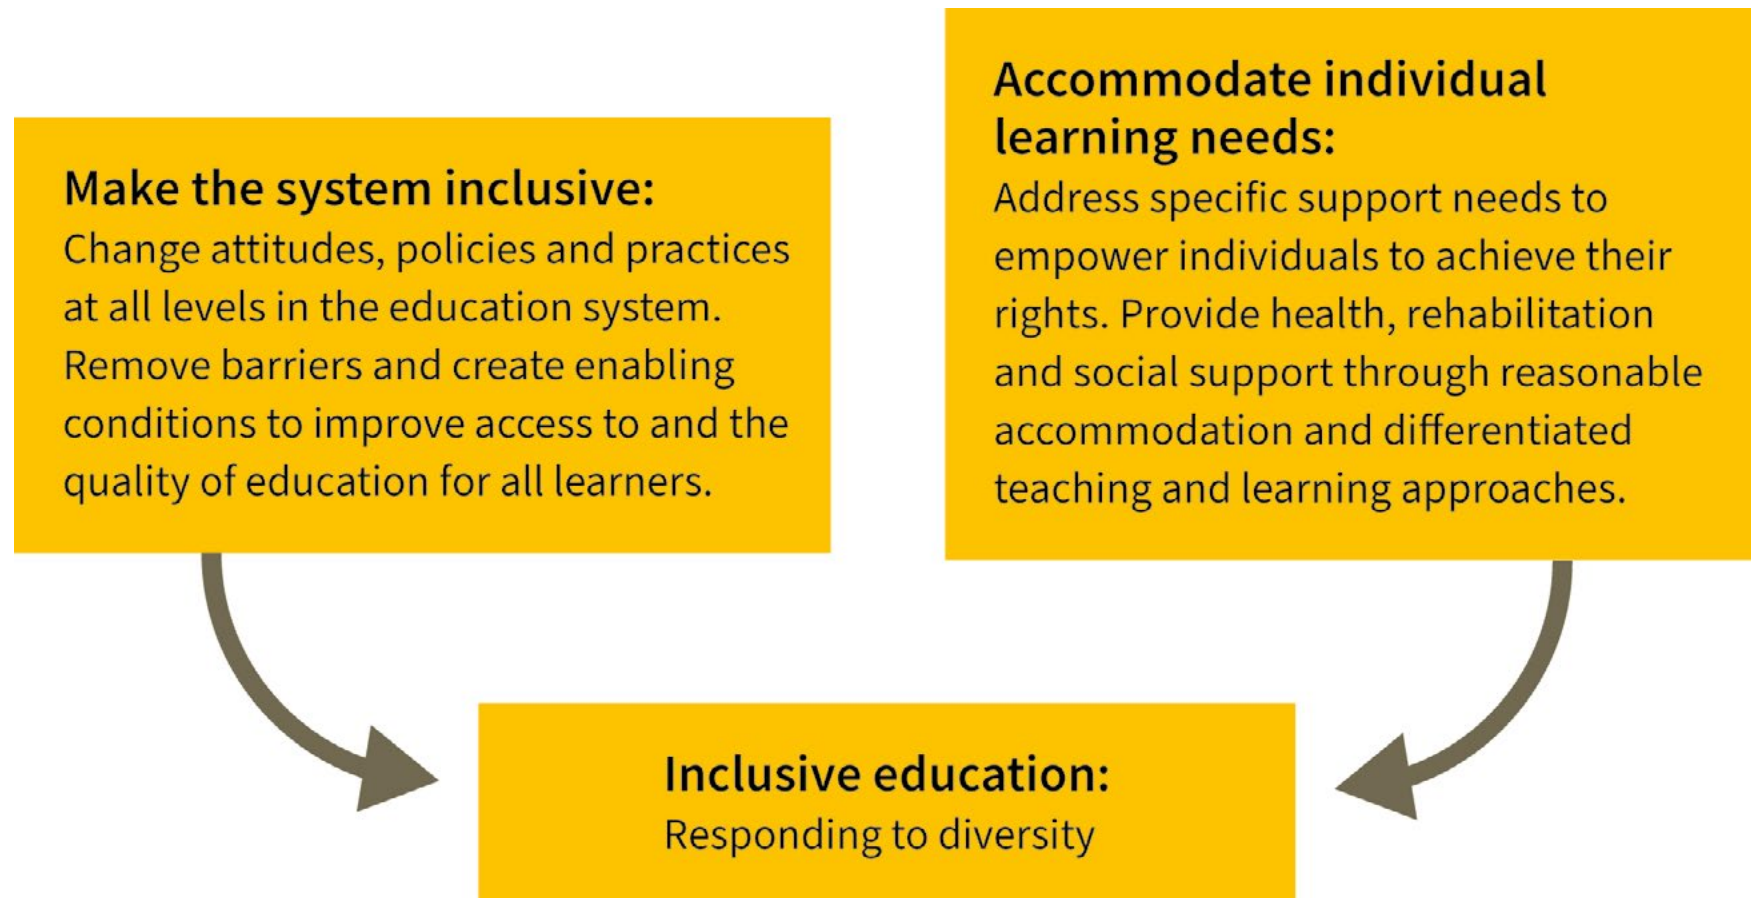 Make the system inclusive:
Change attitudes, policies and practices
at all levels in the education system.
Remove barriers and create enabling
conditions to improve access to and the
quality of education for all learners.
Accommodate individual
learning needs:
Address specific support needs to
empower individuals to achieve their
rights. Provide health, rehabilitation
and social support through reasonable
accommodation and differentiated
teaching and learning approaches.
Inclusive education:
Responding to diversity